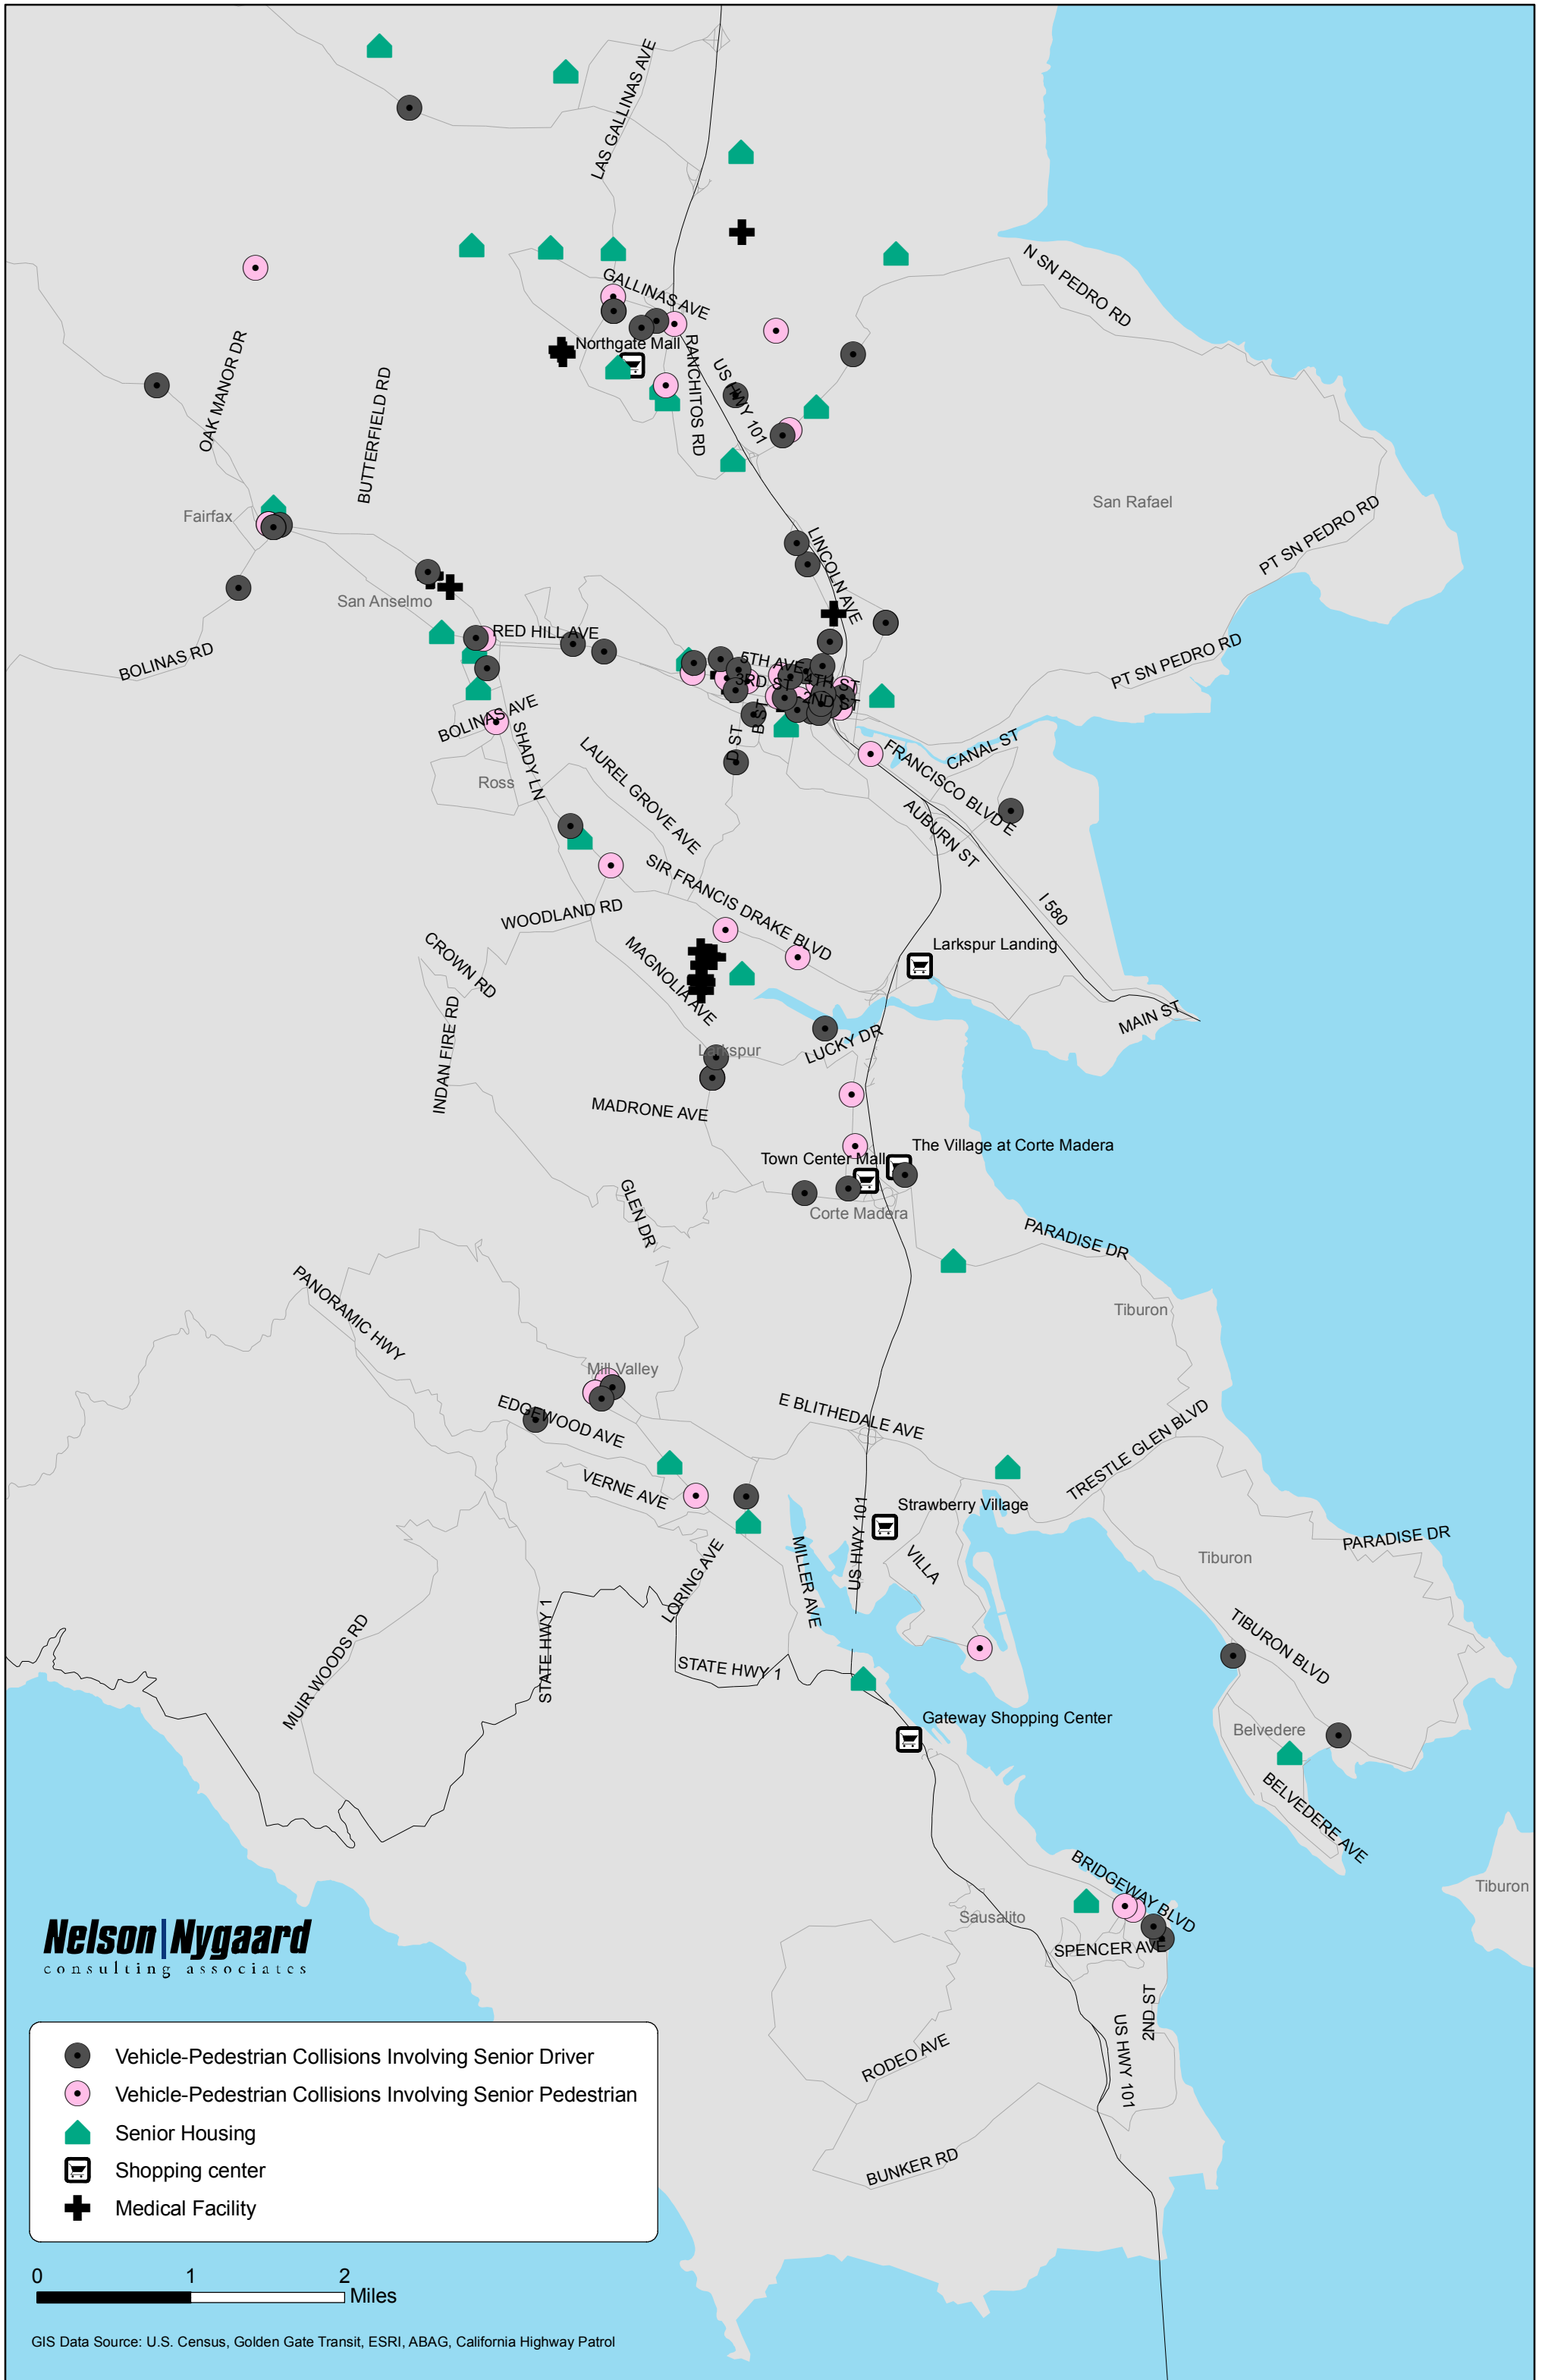 LAS GALLINAS AVE
N SN PEDRO RD
GALLINAS AVE
Northgate Mall
RANCHITOS RD
US HWY 101
OAK MANOR DR
BUTTERFIELD RD
Fairfax
San Rafael
PT SN PEDRO RD
LINCOLN AVE
San Anselmo
RED HILL AVE
BOLINAS RD
5TH AVE
4TH ST
3RD ST
2ND ST
PT SN PEDRO RD
BOLINAS AVE
B ST
D ST
SHADY LN
Ross
LAUREL GROVE AVE
CANAL ST
FRANCISCO BLVD E
AUBURN ST
SIR FRANCIS DRAKE BLVD
I 580
WOODLAND RD
CROWN RD
MAGNOLIA AVE
Larkspur Landing
INDAN FIRE RD
MAIN ST
Larkspur
LUCKY DR
MADRONE AVE
The Village at Corte Madera
Town Center Mall
Corte Madera
GLEN DR
PARADISE DR
PANORAMIC HWY
Tiburon
Mill Valley
EDGEWOOD AVE
E BLITHEDALE AVE
TRESTLE GLEN BLVD
VERNE AVE
Strawberry Village
US HWY 101
PARADISE DR
MILLER AVE
VILLA
Tiburon
LORING AVE
STATE HWY 1
MUIR WOODS RD
STATE HWY 1
TIBURON BLVD
Gateway Shopping Center
Belvedere
BELVEDERE AVE
BRIDGEWAY BLVD
Tiburon
Sausalito
SPENCER AVE
2ND ST
US HWY 101
RODEO AVE
BUNKER RD
Nelson|Nygaard
consulting associates
Vehicle-Pedestrian Collisions Involving Senior Driver
Vehicle-Pedestrian Collisions Involving Senior Pedestrian
Senior Housing
Shopping center
Medical Facility
0 1 2
Miles
GIS Data Source: U.S. Census, Golden Gate Transit, ESRI, ABAG, California Highway Patrol